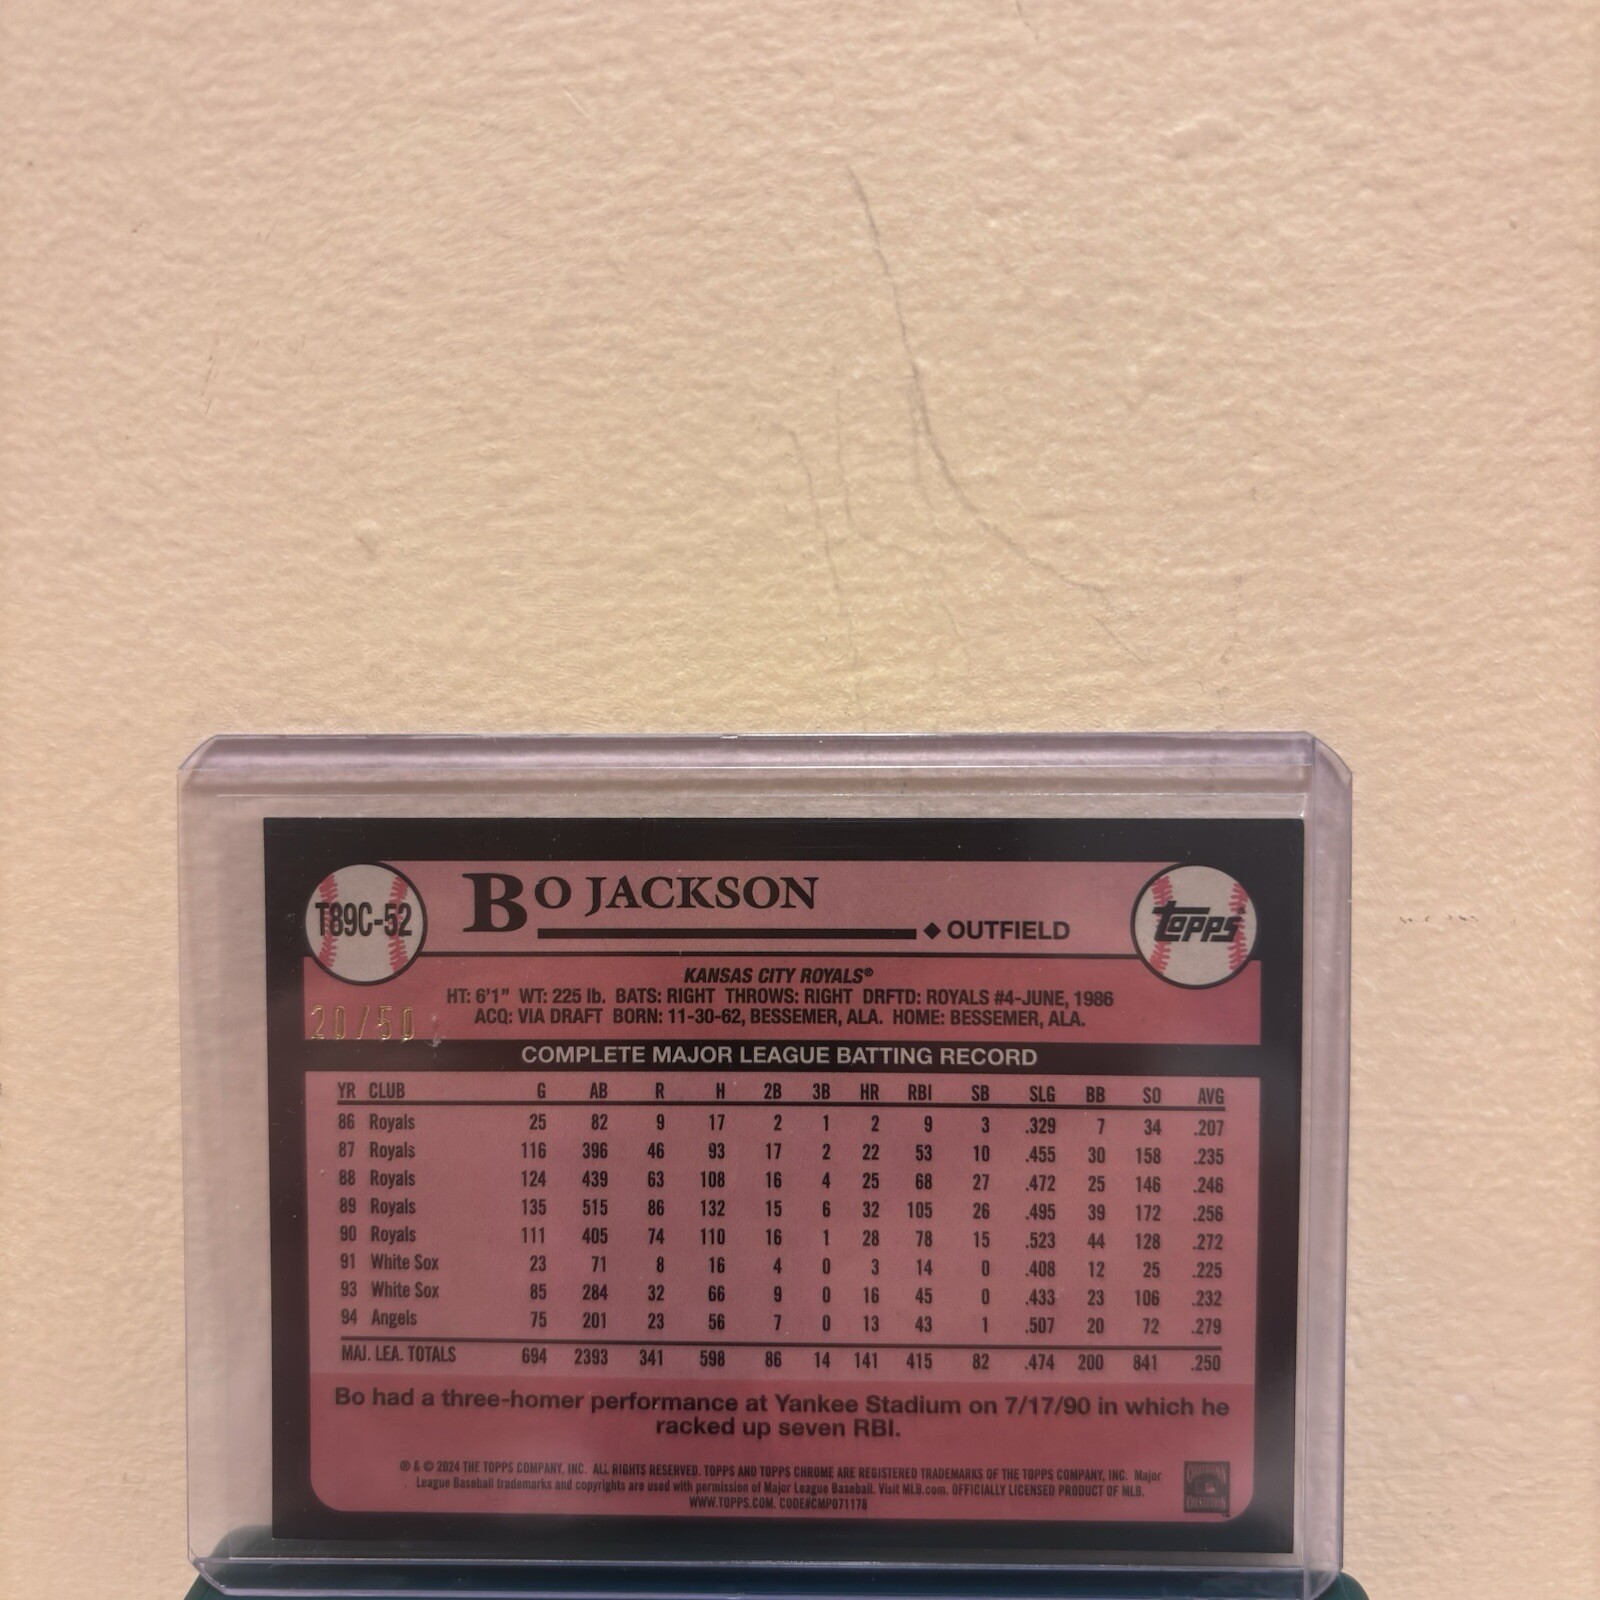 T89C-52
BO JACKSON
◆ OUTFIELD
topps
KANSAS CITY ROYALS®
HT: 6'1" WT: 225 lb. BATS: RIGHT THROWS: RIGHT DRFTD: ROYALS #4-JUNE, 1986
ACQ: VIA DRAFT BORN: 11-30-62, BESSEMER, ALA. HOME: BESSEMER, ALA.
20/50
COMPLETE MAJOR LEAGUE BATTING RECORD
YR CLUB G AB R H 2B 3B HR RBI SB SLG BB SO AVG
86 Royals 25 82 9 17 2 1 2 9 3 .329 7 34 .207
87 Royals 116 396 46 93 17 2 22 53 10 .455 30 158 .235
88 Royals 124 439 63 108 16 4 25 68 27 .472 25 146 .246
89 Royals 135 515 86 132 15 6 32 105 26 .495 39 172 .256
90 Royals 111 405 74 110 16 1 28 78 15 .523 44 128 .272
91 White Sox 23 71 8 16 4 0 3 14 0 .408 12 25 .225
93 White Sox 85 284 32 66 9 0 16 45 0 .433 23 106 .232
94 Angels 75 201 23 56 7 0 13 43 1 .507 20 72 .279
MAJ. LEA. TOTALS 694 2393 341 598 86 14 141 415 82 .474 200 841 .250
Bo had a three-homer performance at Yankee Stadium on 7/17/90 in which he
racked up seven RBI.
® & © 2024 THE TOPPS COMPANY, INC. ALL RIGHTS RESERVED. TOPPS AND TOPPS CHROME ARE REGISTERED TRADEMARKS OF THE TOPPS COMPANY, INC. Major
League Baseball trademarks and copyrights are used with permission of Major League Baseball. Visit MLB.com. OFFICIALLY LICENSED PRODUCT OF MLB.
WWW.TOPPS.COM. CODE#CMP071178